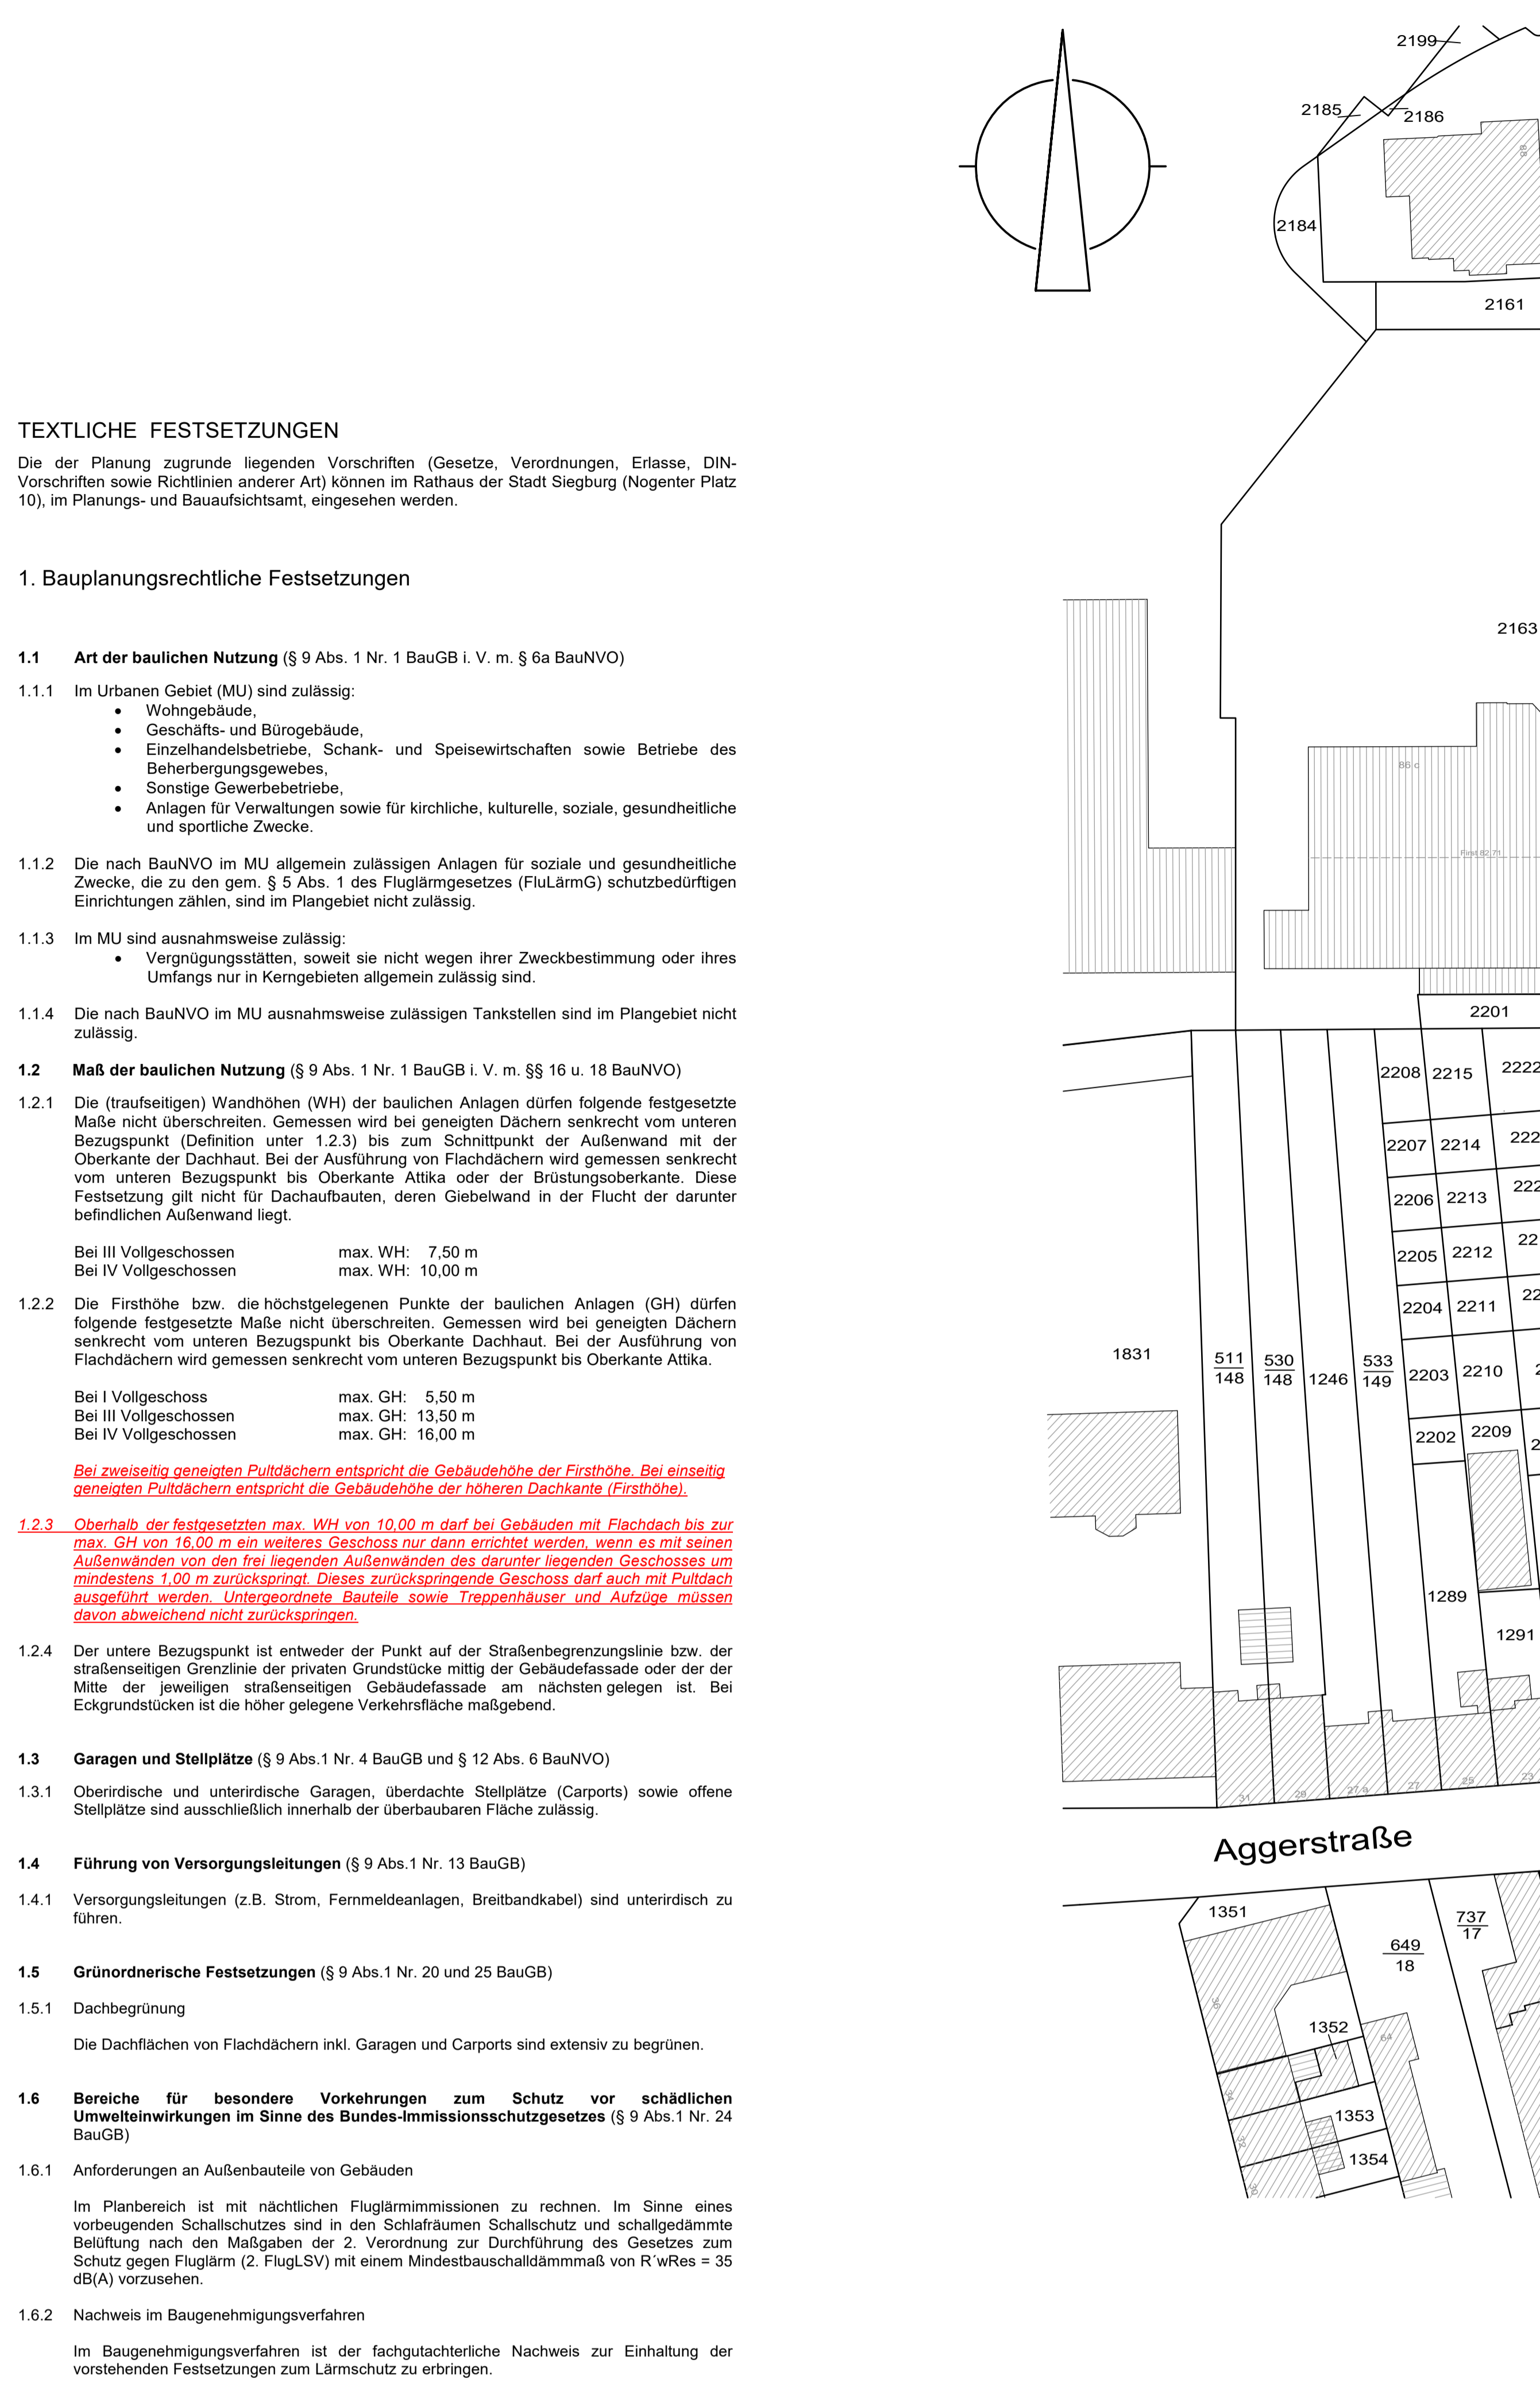 TEXTLICHE FESTSETZUNGEN
Die der Planung zugrunde liegenden Vorschriften (Gesetze, Verordnungen, Erlasse, DIN-
Vorschriften sowie Richtlinien anderer Art) können im Rathaus der Stadt Siegburg (Nogenter Platz
10), im Planungs- und Bauaufsichtsamt, eingesehen werden.
1. Bauplanungsrechtliche Festsetzungen
1.1 Art der baulichen Nutzung (§ 9 Abs. 1 Nr. 1 BauGB i. V. m. § 6a BauNVO)
1.1.1 Im Urbanen Gebiet (MU) sind zulässig:
• Wohngebäude,
• Geschäfts- und Bürogebäude,
• Einzelhandelsbetriebe, Schank- und Speisewirtschaften sowie Betriebe des
Beherbergungsgewebes,
• Sonstige Gewerbebetriebe,
• Anlagen für Verwaltungen sowie für kirchliche, kulturelle, soziale, gesundheitliche
und sportliche Zwecke.
1.1.2 Die nach BauNVO im MU allgemein zulässigen Anlagen für soziale und gesundheitliche
Zwecke, die zu den gem. § 5 Abs. 1 des Fluglärmgesetzes (FluLärmG) schutzbedürftigen
Einrichtungen zählen, sind im Plangebiet nicht zulässig.
1.1.3 Im MU sind ausnahmsweise zulässig:
• Vergnügungsstätten, soweit sie nicht wegen ihrer Zweckbestimmung oder ihres
Umfangs nur in Kerngebieten allgemein zulässig sind.
1.1.4 Die nach BauNVO im MU ausnahmsweise zulässigen Tankstellen sind im Plangebiet nicht
zulässig.
1.2 Maß der baulichen Nutzung (§ 9 Abs. 1 Nr. 1 BauGB i. V. m. §§ 16 u. 18 BauNVO)
1.2.1 Die (traufseitigen) Wandhöhen (WH) der baulichen Anlagen dürfen folgende festgesetzte
Maße nicht überschreiten. Gemessen wird bei geneigten Dächern senkrecht vom unteren
Bezugspunkt (Definition unter 1.2.3) bis zum Schnittpunkt der Außenwand mit der
Oberkante der Dachhaut. Bei der Ausführung von Flachdächern wird gemessen senkrecht
vom unteren Bezugspunkt bis Oberkante Attika oder der Brüstungsoberkante. Diese
Festsetzung gilt nicht für Dachaufbauten, deren Giebelwand in der Flucht der darunter
befindlichen Außenwand liegt.
Bei III Vollgeschossen max. WH: 7,50 m
Bei IV Vollgeschossen max. WH: 10,00 m
1.2.2 Die Firsthöhe bzw. die höchstgelegenen Punkte der baulichen Anlagen (GH) dürfen
folgende festgesetzte Maße nicht überschreiten. Gemessen wird bei geneigten Dächern
senkrecht vom unteren Bezugspunkt bis Oberkante Dachhaut. Bei der Ausführung von
Flachdächern wird gemessen senkrecht vom unteren Bezugspunkt bis Oberkante Attika.
Bei I Vollgeschoss max. GH: 5,50 m
Bei III Vollgeschossen max. GH: 13,50 m
Bei IV Vollgeschossen max. GH: 16,00 m
Bei zweiseitig geneigten Pultdächern entspricht die Gebäudehöhe der Firsthöhe. Bei einseitig
geneigten Pultdächern entspricht die Gebäudehöhe der höheren Dachkante (Firsthöhe).
1.2.3 Oberhalb der festgesetzten max. WH von 10,00 m darf bei Gebäuden mit Flachdach bis zur
max. GH von 16,00 m ein weiteres Geschoss nur dann errichtet werden, wenn es mit seinen
Außenwänden von den frei liegenden Außenwänden des darunter liegenden Geschosses um
mindestens 1,00 m zurückspringt. Dieses zurückspringende Geschoss darf auch mit Pultdach
ausgeführt werden. Untergeordnete Bauteile sowie Treppenhäuser und Aufzüge müssen
davon abweichend nicht zurückspringen.
1.2.4 Der untere Bezugspunkt ist entweder der Punkt auf der Straßenbegrenzungslinie bzw. der
straßenseitigen Grenzlinie der privaten Grundstücke mittig der Gebäudefassade oder der der
Mitte der jeweiligen straßenseitigen Gebäudefassade am nächsten gelegen ist. Bei
Eckgrundstücken ist die höher gelegene Verkehrsfläche maßgebend.
1.3 Garagen und Stellplätze (§ 9 Abs.1 Nr. 4 BauGB und § 12 Abs. 6 BauNVO)
1.3.1 Oberirdische und unterirdische Garagen, überdachte Stellplätze (Carports) sowie offene
Stellplätze sind ausschließlich innerhalb der überbaubaren Fläche zulässig.
1.4 Führung von Versorgungsleitungen (§ 9 Abs.1 Nr. 13 BauGB)
1.4.1 Versorgungsleitungen (z.B. Strom, Fernmeldeanlagen, Breitbandkabel) sind unterirdisch zu
führen.
1.5 Grünordnerische Festsetzungen (§ 9 Abs.1 Nr. 20 und 25 BauGB)
1.5.1 Dachbegrünung
Die Dachflächen von Flachdächern inkl. Garagen und Carports sind extensiv zu begrünen.
1.6 Bereiche für besondere Vorkehrungen zum Schutz vor schädlichen
Umwelteinwirkungen im Sinne des Bundes-Immissionsschutzgesetzes (§ 9 Abs.1 Nr. 24
BauGB)
1.6.1 Anforderungen an Außenbauteile von Gebäuden
Im Planbereich ist mit nächtlichen Fluglärmimmissionen zu rechnen. Im Sinne eines
vorbeugenden Schallschutzes sind in den Schlafräumen Schallschutz und schallgedämmte
Belüftung nach den Maßgaben der 2. Verordnung zur Durchführung des Gesetzes zum
Schutz gegen Fluglärm (2. FlugLSV) mit einem Mindestbauschalldämmmaß von R´wRes = 35
dB(A) vorzusehen.
1.6.2 Nachweis im Baugenehmigungsverfahren
Im Baugenehmigungsverfahren ist der fachgutachterliche Nachweis zur Einhaltung der
vorstehenden Festsetzungen zum Lärmschutz zu erbringen.
2199
2185
2186
88
2184
2161
2163
86 c
First 82.71
2201
2208 2215 2222
2207 2214 222
2206 2213 222
2205 2212 22
2204 2211 22
1831
511
148
530
148
1246
533
149
2203 2210 2
2202 2209 2
1289
1291
31 29 27 a 27 25 23
Aggerstraße
1351
737
17
649
18
36
1352
64
34
1353
32
1354
30